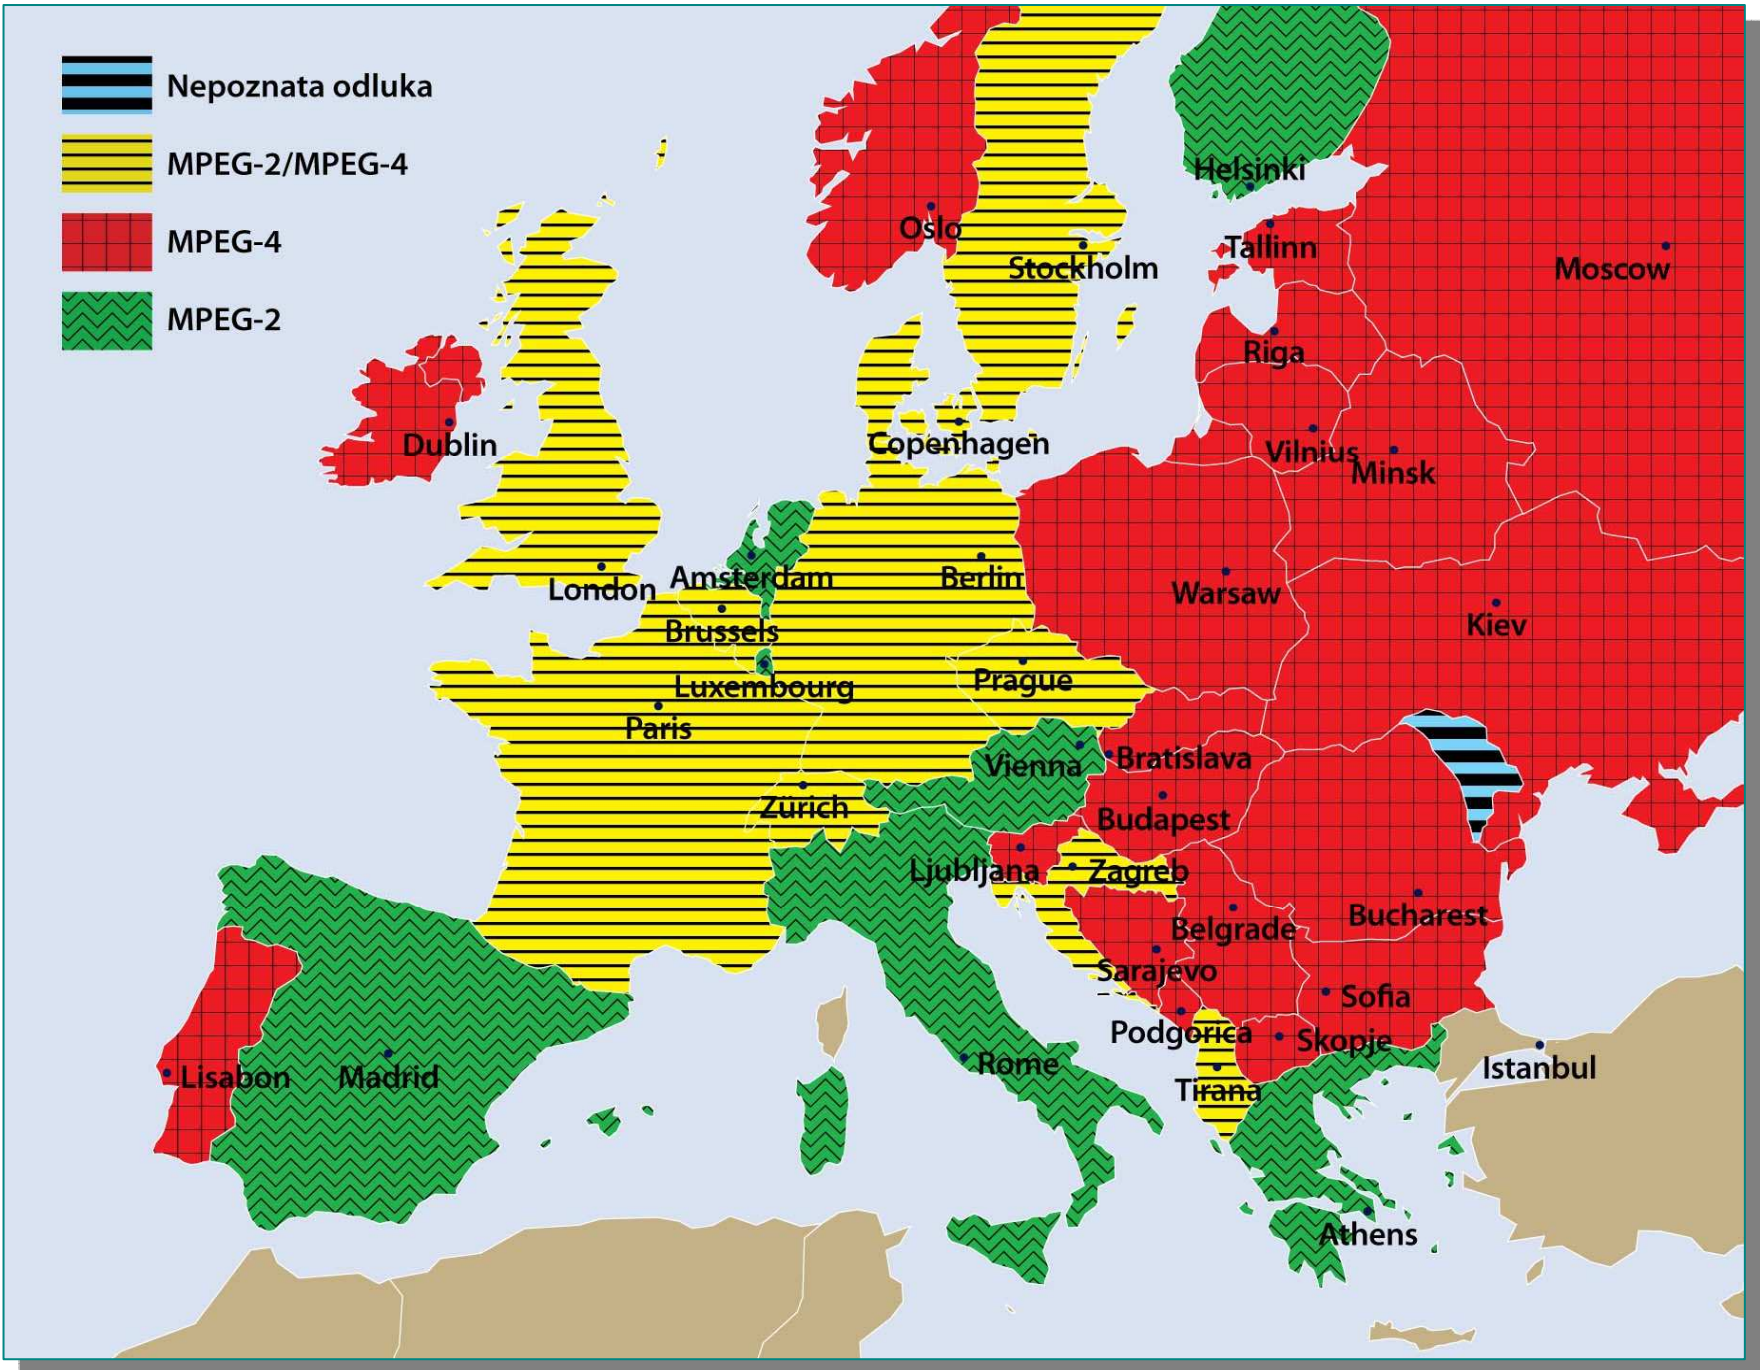 Nepoznata odluka
MPEG-2/MPEG-4
MPEG-4
MPEG-2
Helsinki
Oslo
Tallinn
Stockholm
Moscow
Riga
Dublin
Copenhagen
Vilnius
Minsk
London
Amsterdam
Berlin
Warsaw
Brussels
Kiev
Luxembourg
Prague
Paris
Vienna
Bratislava
Zürich
Budapest
Ljubljana
Zagreb
Bucharest
Belgrade
Sarajevo
Sofia
Podgorica
Skopje
Rome
Istanbul
Lisabon
Madrid
Tirana
Athens